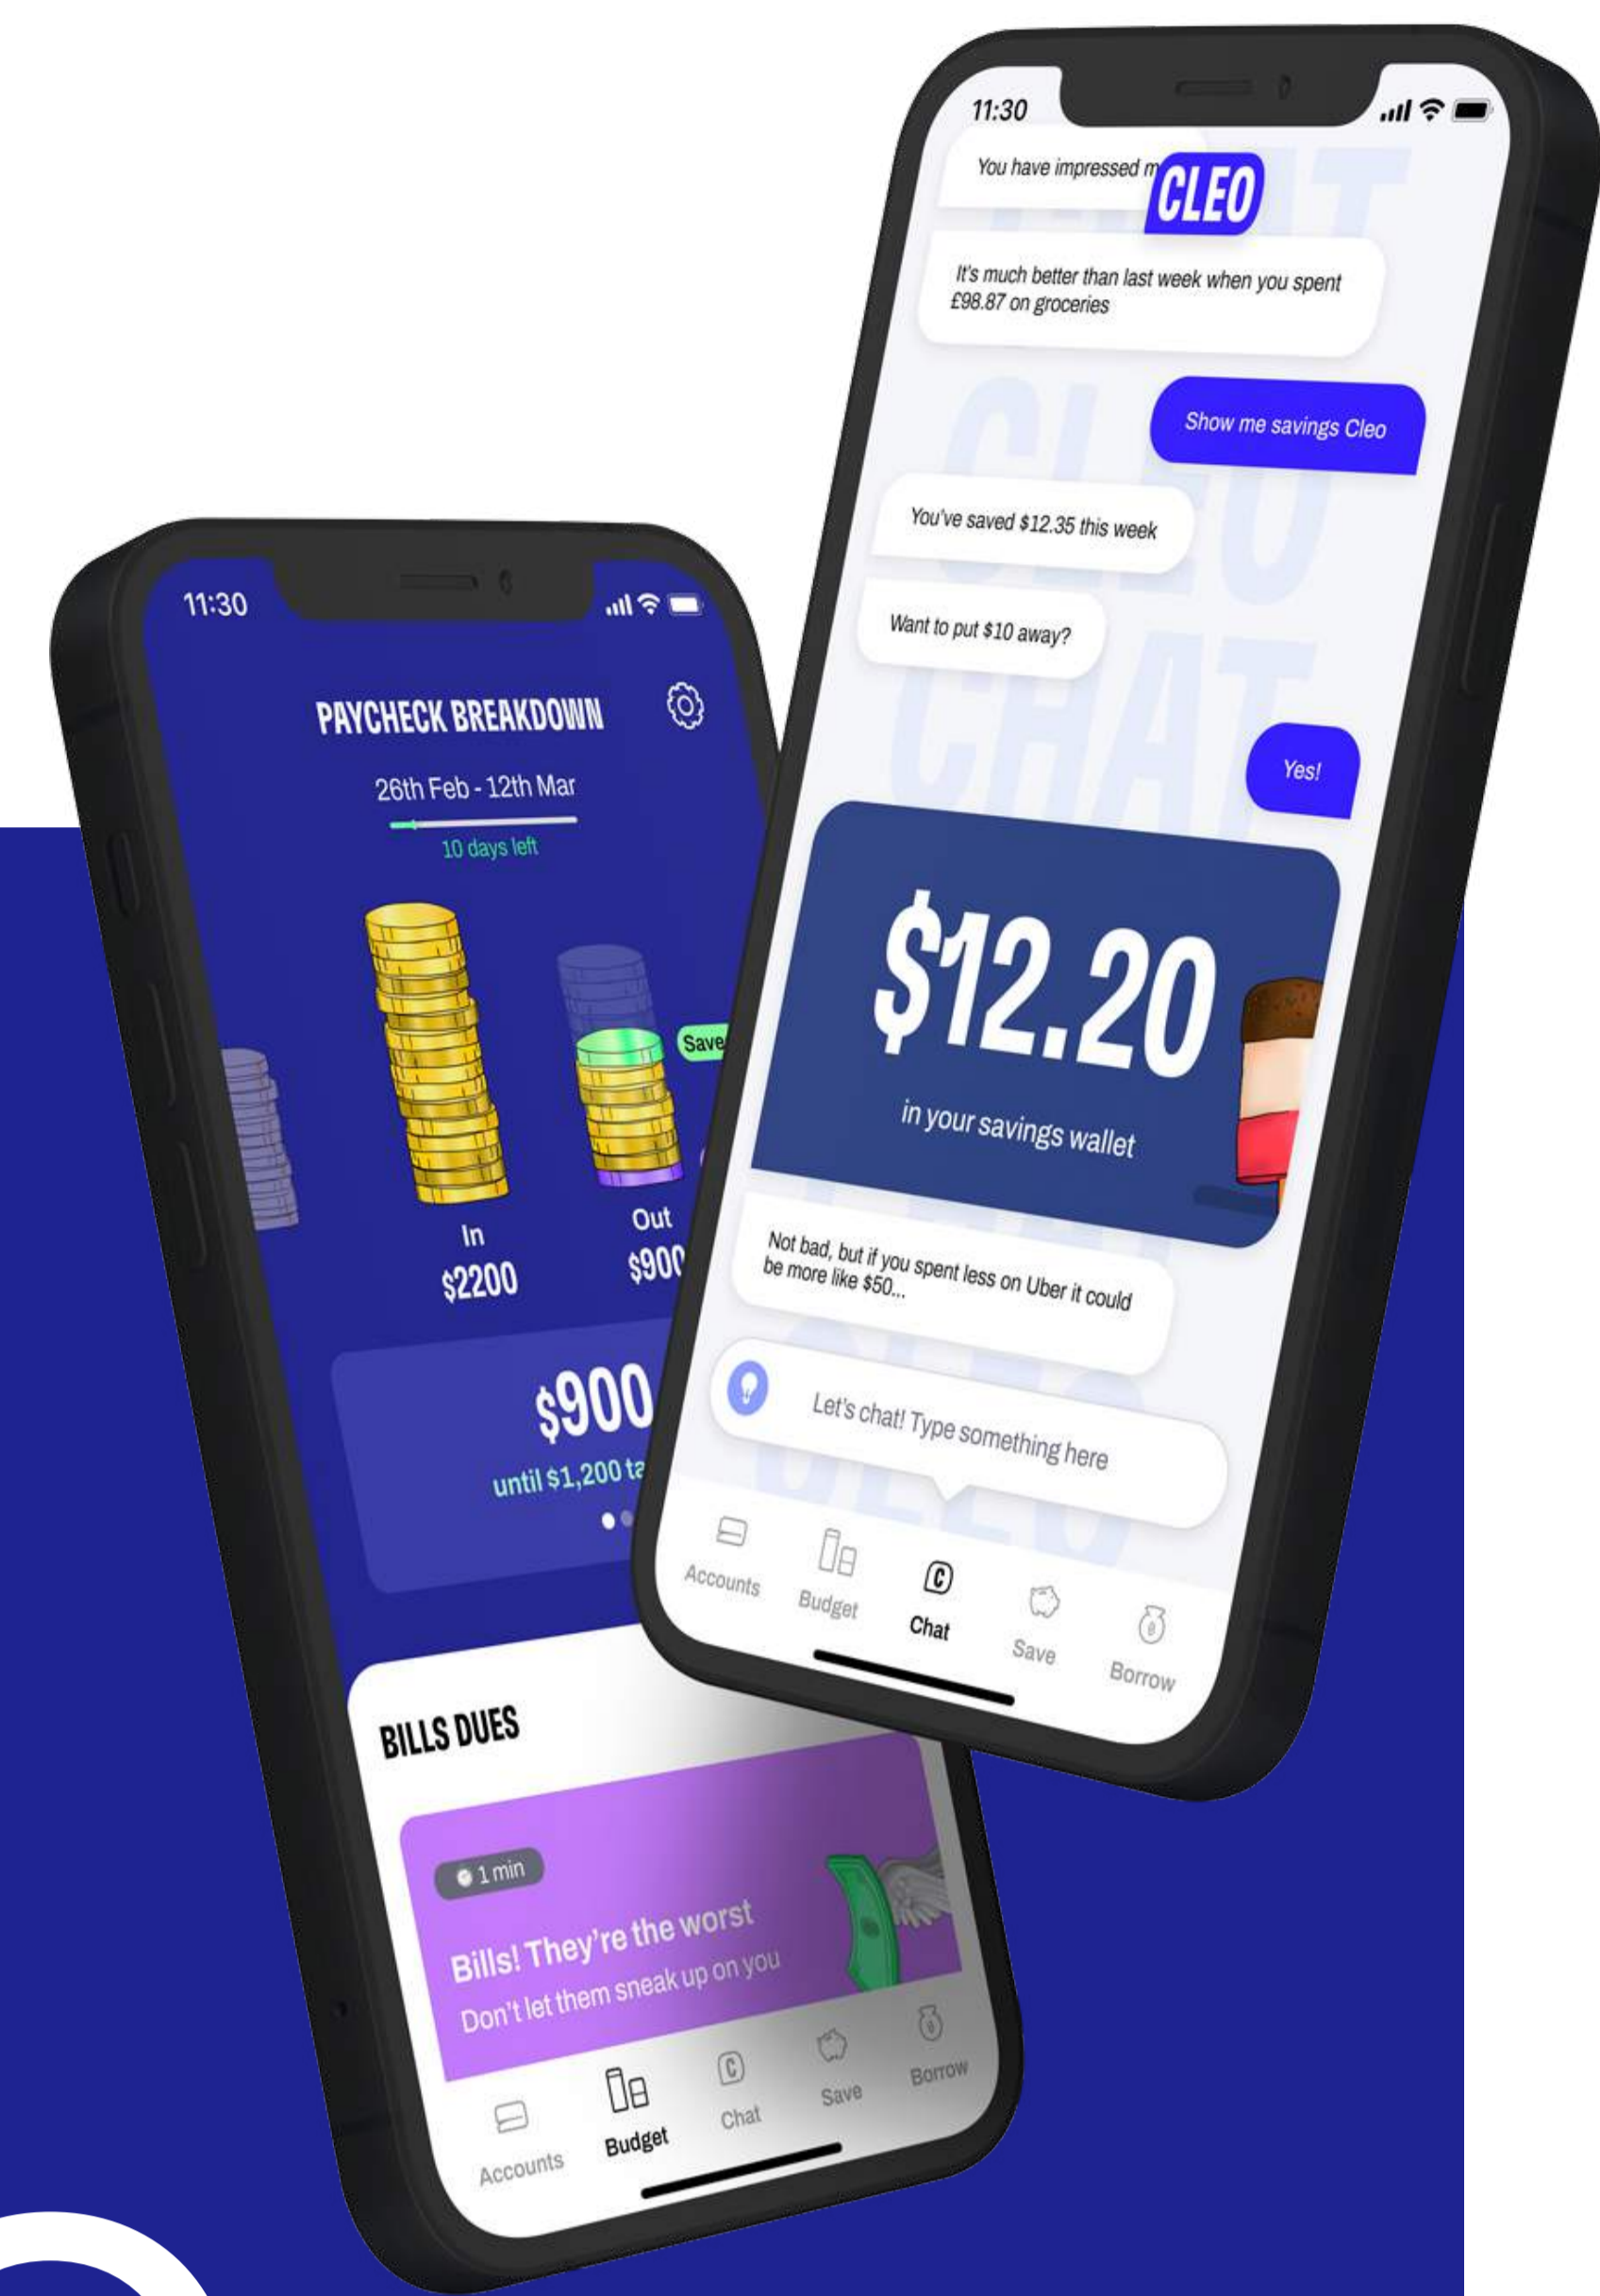 11:30
You have impressed m
CLEO
It's much better than last week when you spent
£98.87 on groceries
Show me savings Cleo
You've saved $12.35 this week
Want to put $10 away?
Yes!
$12.20
in your savings wallet
Not bad, but if you spent less on Uber it could
be more like $50...
Let's chat! Type something here
Accounts
Budget
Chat
Save
Borrow
CLEO
CHAT
11:30
PAYCHECK BREAKDOWN
26th Feb - 12th Mar
10 days left
Save
In
$2200
Out
$900
$900
until $1,200 ta
BILLS DUES
1 min
Bills! They're the worst
Don't let them sneak up on you
Accounts
Budget
Chat
Save
Borrow